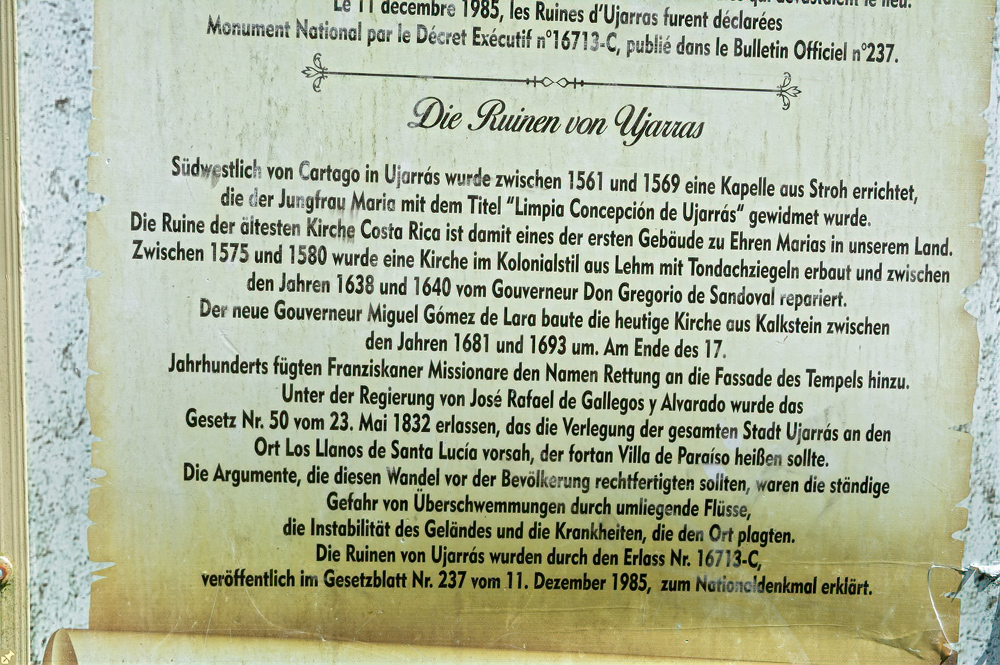 Le 11 décembre 1985, les Ruines d'Ujarras furent déclarées
Monument National par le Décret Exécutif n°16713-C, publié dans le Bulletin Officiel n°237.
Die Ruinen von Ujarras
Südwestlich von Cartago in Ujarrás wurde zwischen 1561 und 1569 eine Kapelle aus Stroh errichtet,
die der Jungfrau Maria mit dem Titel "Limpia Concepción de Ujarrás" gewidmet wurde.
Die Ruine der ältesten Kirche Costa Rica ist damit eines der ersten Gebäude zu Ehren Marias in unserem Land.
Zwischen 1575 und 1580 wurde eine Kirche im Kolonialstil aus Lehm mit Tondachziegeln erbaut und zwischen
den Jahren 1638 und 1640 vom Gouverneur Don Gregorio de Sandoval repariert.
Der neue Gouverneur Miguel Gómez de Lara baute die heutige Kirche aus Kalkstein zwischen
den Jahren 1681 und 1693 um. Am Ende des 17.
Jahrhunderts fügten Franziskaner Missionare den Namen Rettung an die Fassade des Tempels hinzu.
Unter der Regierung von José Rafael de Gallegos y Alvarado wurde das
Gesetz Nr. 50 vom 23. Mai 1832 erlassen, das die Verlegung der gesamten Stadt Ujarrás an den
Ort Los Llanos de Santa Lucía vorsah, der fortan Villa de Paraíso heißen sollte.
Die Argumente, die diesen Wandel vor der Bevölkerung rechtfertigten sollten, waren die ständige
Gefahr von Überschwemmungen durch umliegende Flüsse,
die Instabilität des Geländes und die Krankheiten, die den Ort plagten.
Die Ruinen von Ujarrás wurden durch den Erlass Nr. 16713-C,
veröffentlich im Gesetzblatt Nr. 237 vom 11. Dezember 1985, zum Nationaldenkmal erklärt.